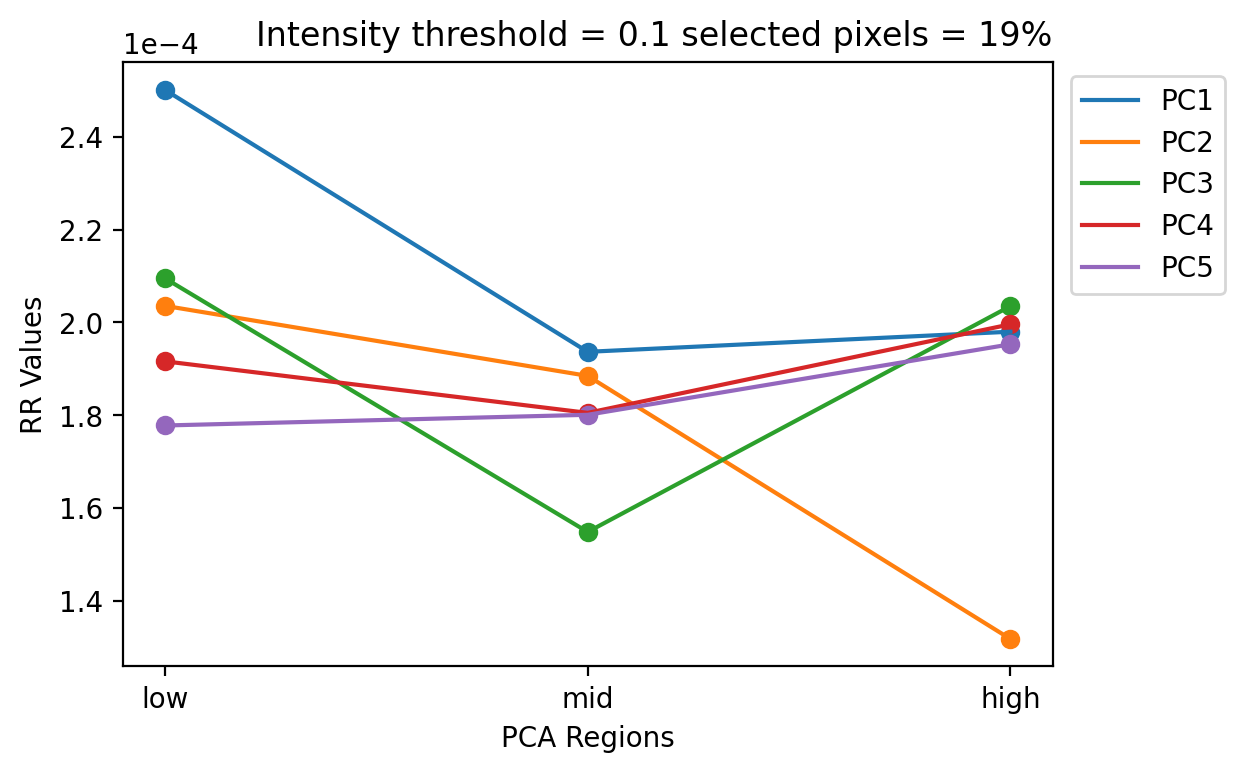 Intensity threshold = 0.1 selected pixels = 19%
1e−4
2.4
2.2
2.0
1.8
1.6
1.4
RR Values
low
mid
high
PCA Regions
PC1
PC2
PC3
PC4
PC5